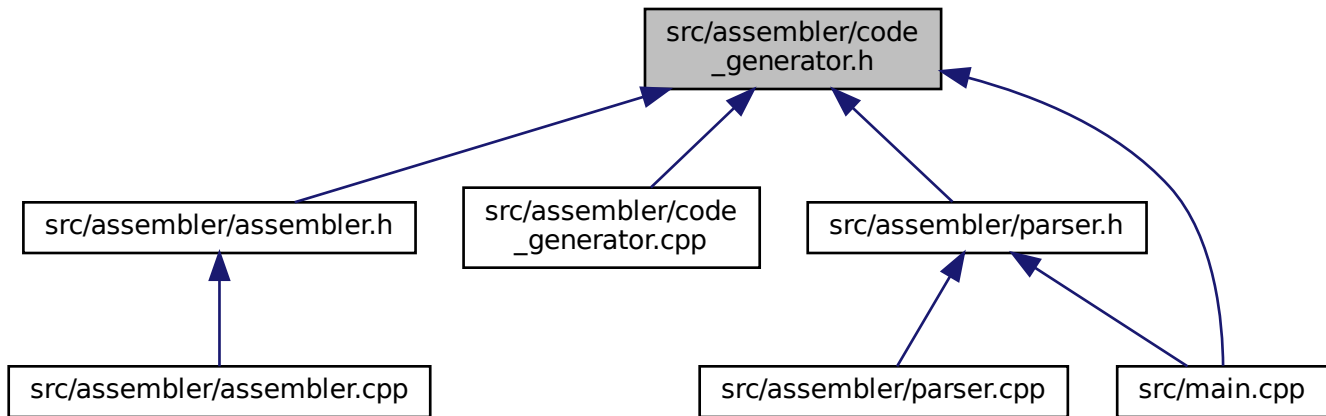 src/assembler/code
_generator.h
src/assembler/assembler.h
src/assembler/code
_generator.cpp
src/assembler/parser.h
src/assembler/assembler.cpp
src/assembler/parser.cpp
src/main.cpp